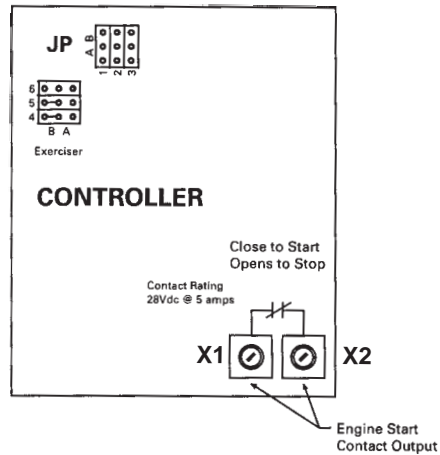 JP
B
A
1 2 3
6
5
4
B A
Exerciser
CONTROLLER
Close to Start
Opens to Stop
Contact Rating
28Vdc @ 5 amps
X1
X2
Engine Start
Contact Output